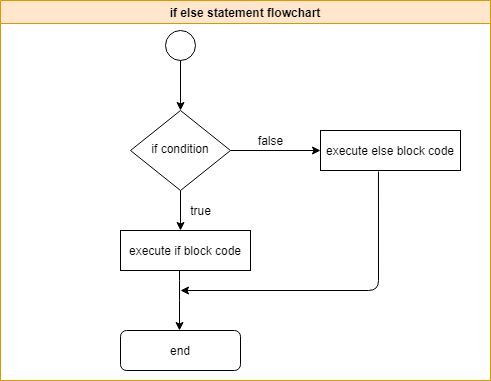 if else statement flowchart
if condition
false
execute else block code
true
execute if block code
end